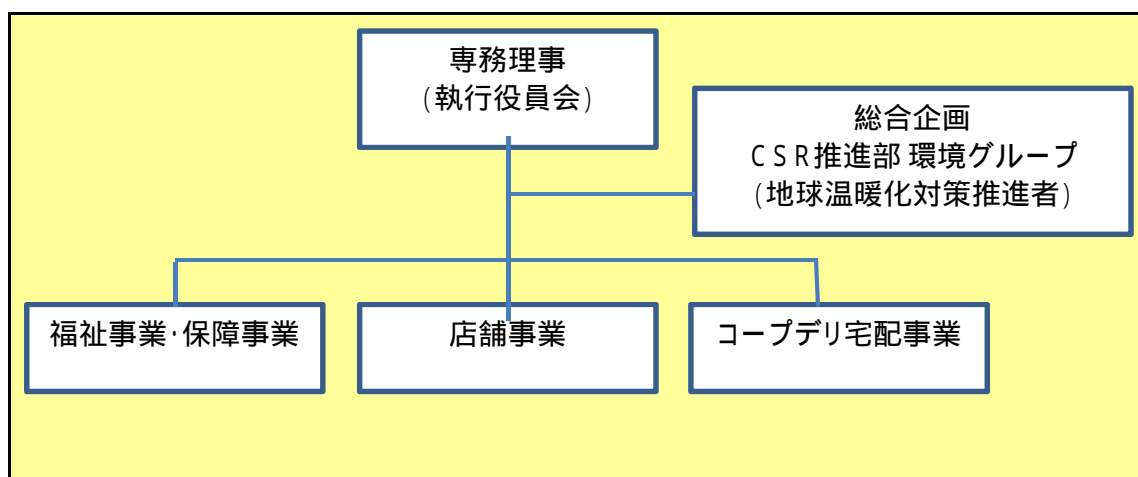 専務理事
(執行役員会)
総合企画
CSR推進部 環境グループ
(地球温暖化対策推進者)
福祉事業・保障事業
店舗事業
コープデリ宅配事業